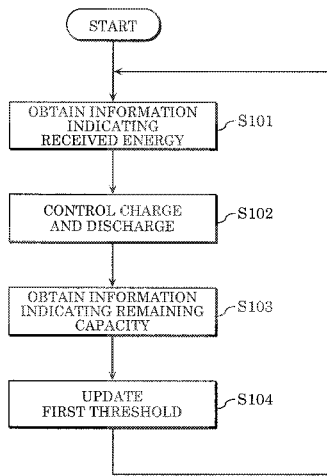 START
OBTAIN INFORMATION
INDICATING
RECEIVED ENERGY
S101
CONTROL CHARGE
AND DISCHARGE
S102
OBTAIN INFORMATION
INDICATING REMAINING
CAPACITY
S103
UPDATE
FIRST THRESHOLD
S104